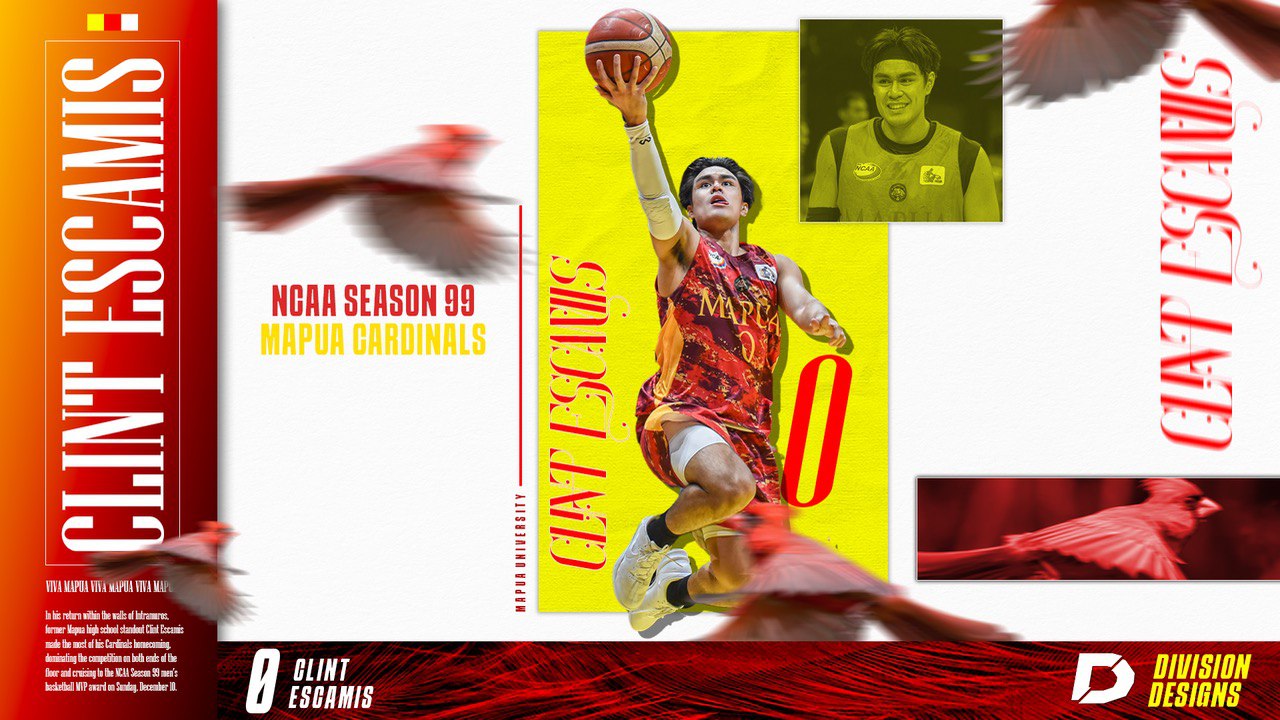 CLINT ESCAMIS
VIVA MAPUA VIVA MAPUA VIVA MAPU
In his return within the walls of Intramuros,
former Mapua high school standout Clint Escamis
made the most of his Cardinals homecoming,
dominating the competition on both ends of the
floor and cruising to the NCAA Season 99 men's
basketball MVP award on Sunday, December 10.
NCAA SEASON 99
MAPUA CARDINALS
MAPUA UNIVERSITY
CLINT ESCAMIS
MAPUA
0
0
NCAA
MAPUA
CLINT ESCAMIS
0
CLINT
ESCAMIS
D
DIVISION
DESIGNS